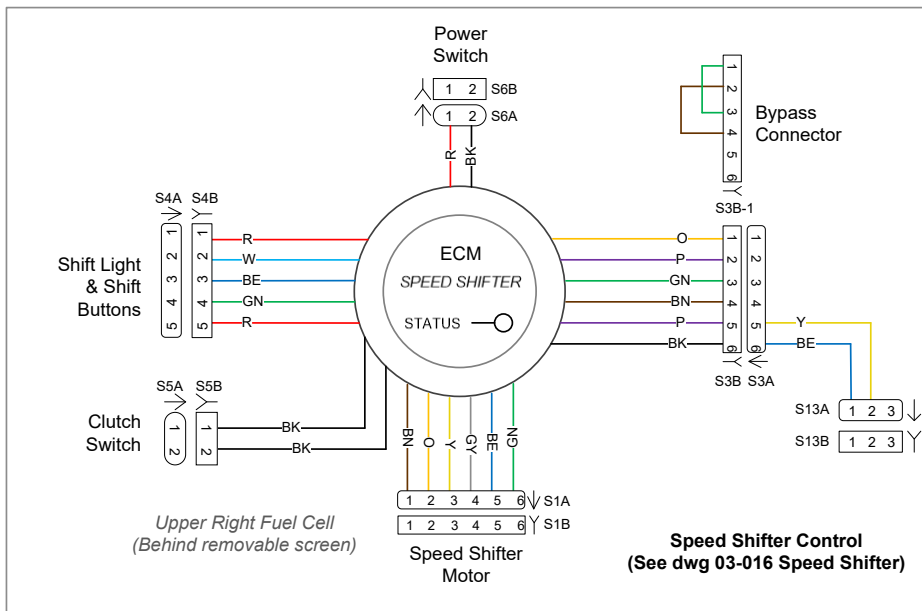 Power
Switch
1 2 S6B
1 2 S6A
R BK
1 2 3 4 5 6
Bypass
Connector
S3B-1
S4A S4B
1 2 3 4 5
1 2 3 4 5
Shift Light
& Shift
Buttons
R
W
BE
GN
R
ECM
SPEED SHIFTER
STATUS
O
P
GN
BN
P
BK
1 2 3 4 5 6
1 2 3 4 5 6
S3B S3A
Y
BE
S13A 1 2 3
S13B 1 2 3
S5A S5B
Clutch
Switch
1 2
1 2
BK
BK
BN O Y GY BE GN
1 2 3 4 5 6 S1A
1 2 3 4 5 6 S1B
Speed Shifter
Motor
Upper Right Fuel Cell
(Behind removable screen)
Speed Shifter Control
(See dwg 03-016 Speed Shifter)